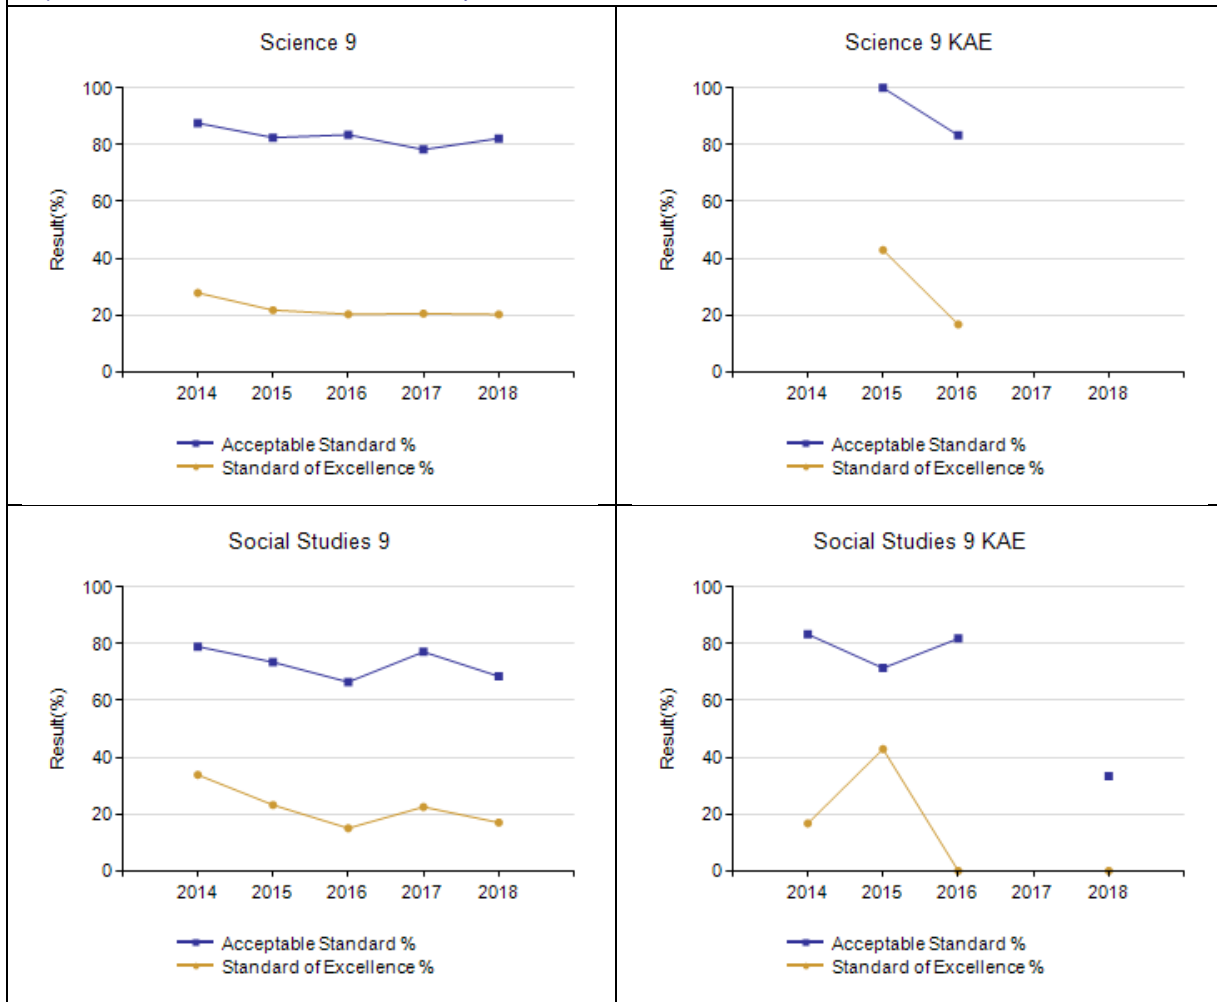 Science 9
100
80
60
40
20
0
Result(%)
2014 2015 2016 2017 2018
Acceptable Standard %
Standard of Excellence %
Science 9 KAE
100
80
60
40
20
0
Result(%)
2014 2015 2016 2017 2018
Acceptable Standard %
Standard of Excellence %
Social Studies 9
100
80
60
40
20
0
Result(%)
2014 2015 2016 2017 2018
Acceptable Standard %
Standard of Excellence %
Social Studies 9 KAE
100
80
60
40
20
0
Result(%)
2014 2015 2016 2017 2018
Acceptable Standard %
Standard of Excellence %